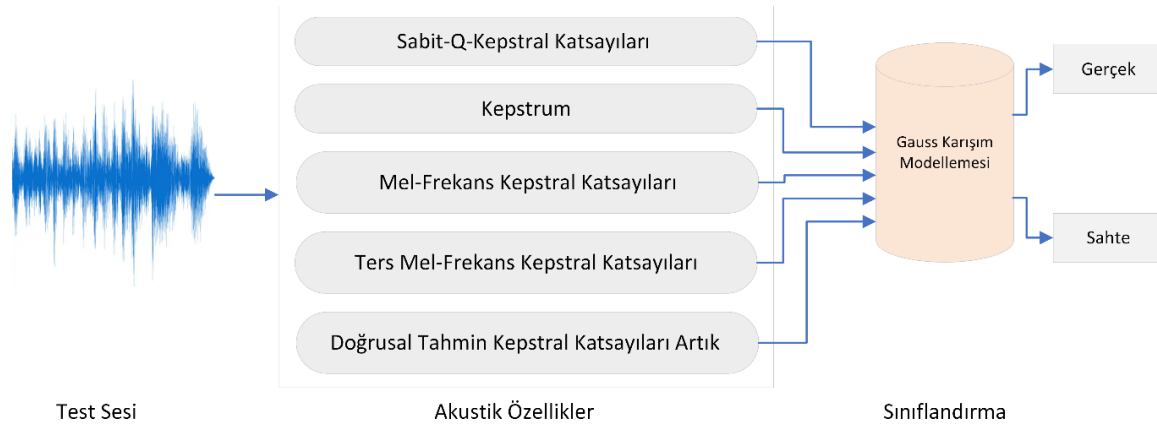 Sabit-Q-Kepstral Katsayıları
Kepstrum
Mel-Frekans Kepstral Katsayıları
Ters Mel-Frekans Kepstral Katsayıları
Doğrusal Tahmin Kepstral Katsayıları Artık
Gauss Karışım
Modellemesi
Gerçek
Sahte
Test Sesi
Akustik Özellikler
Sınıflandırma